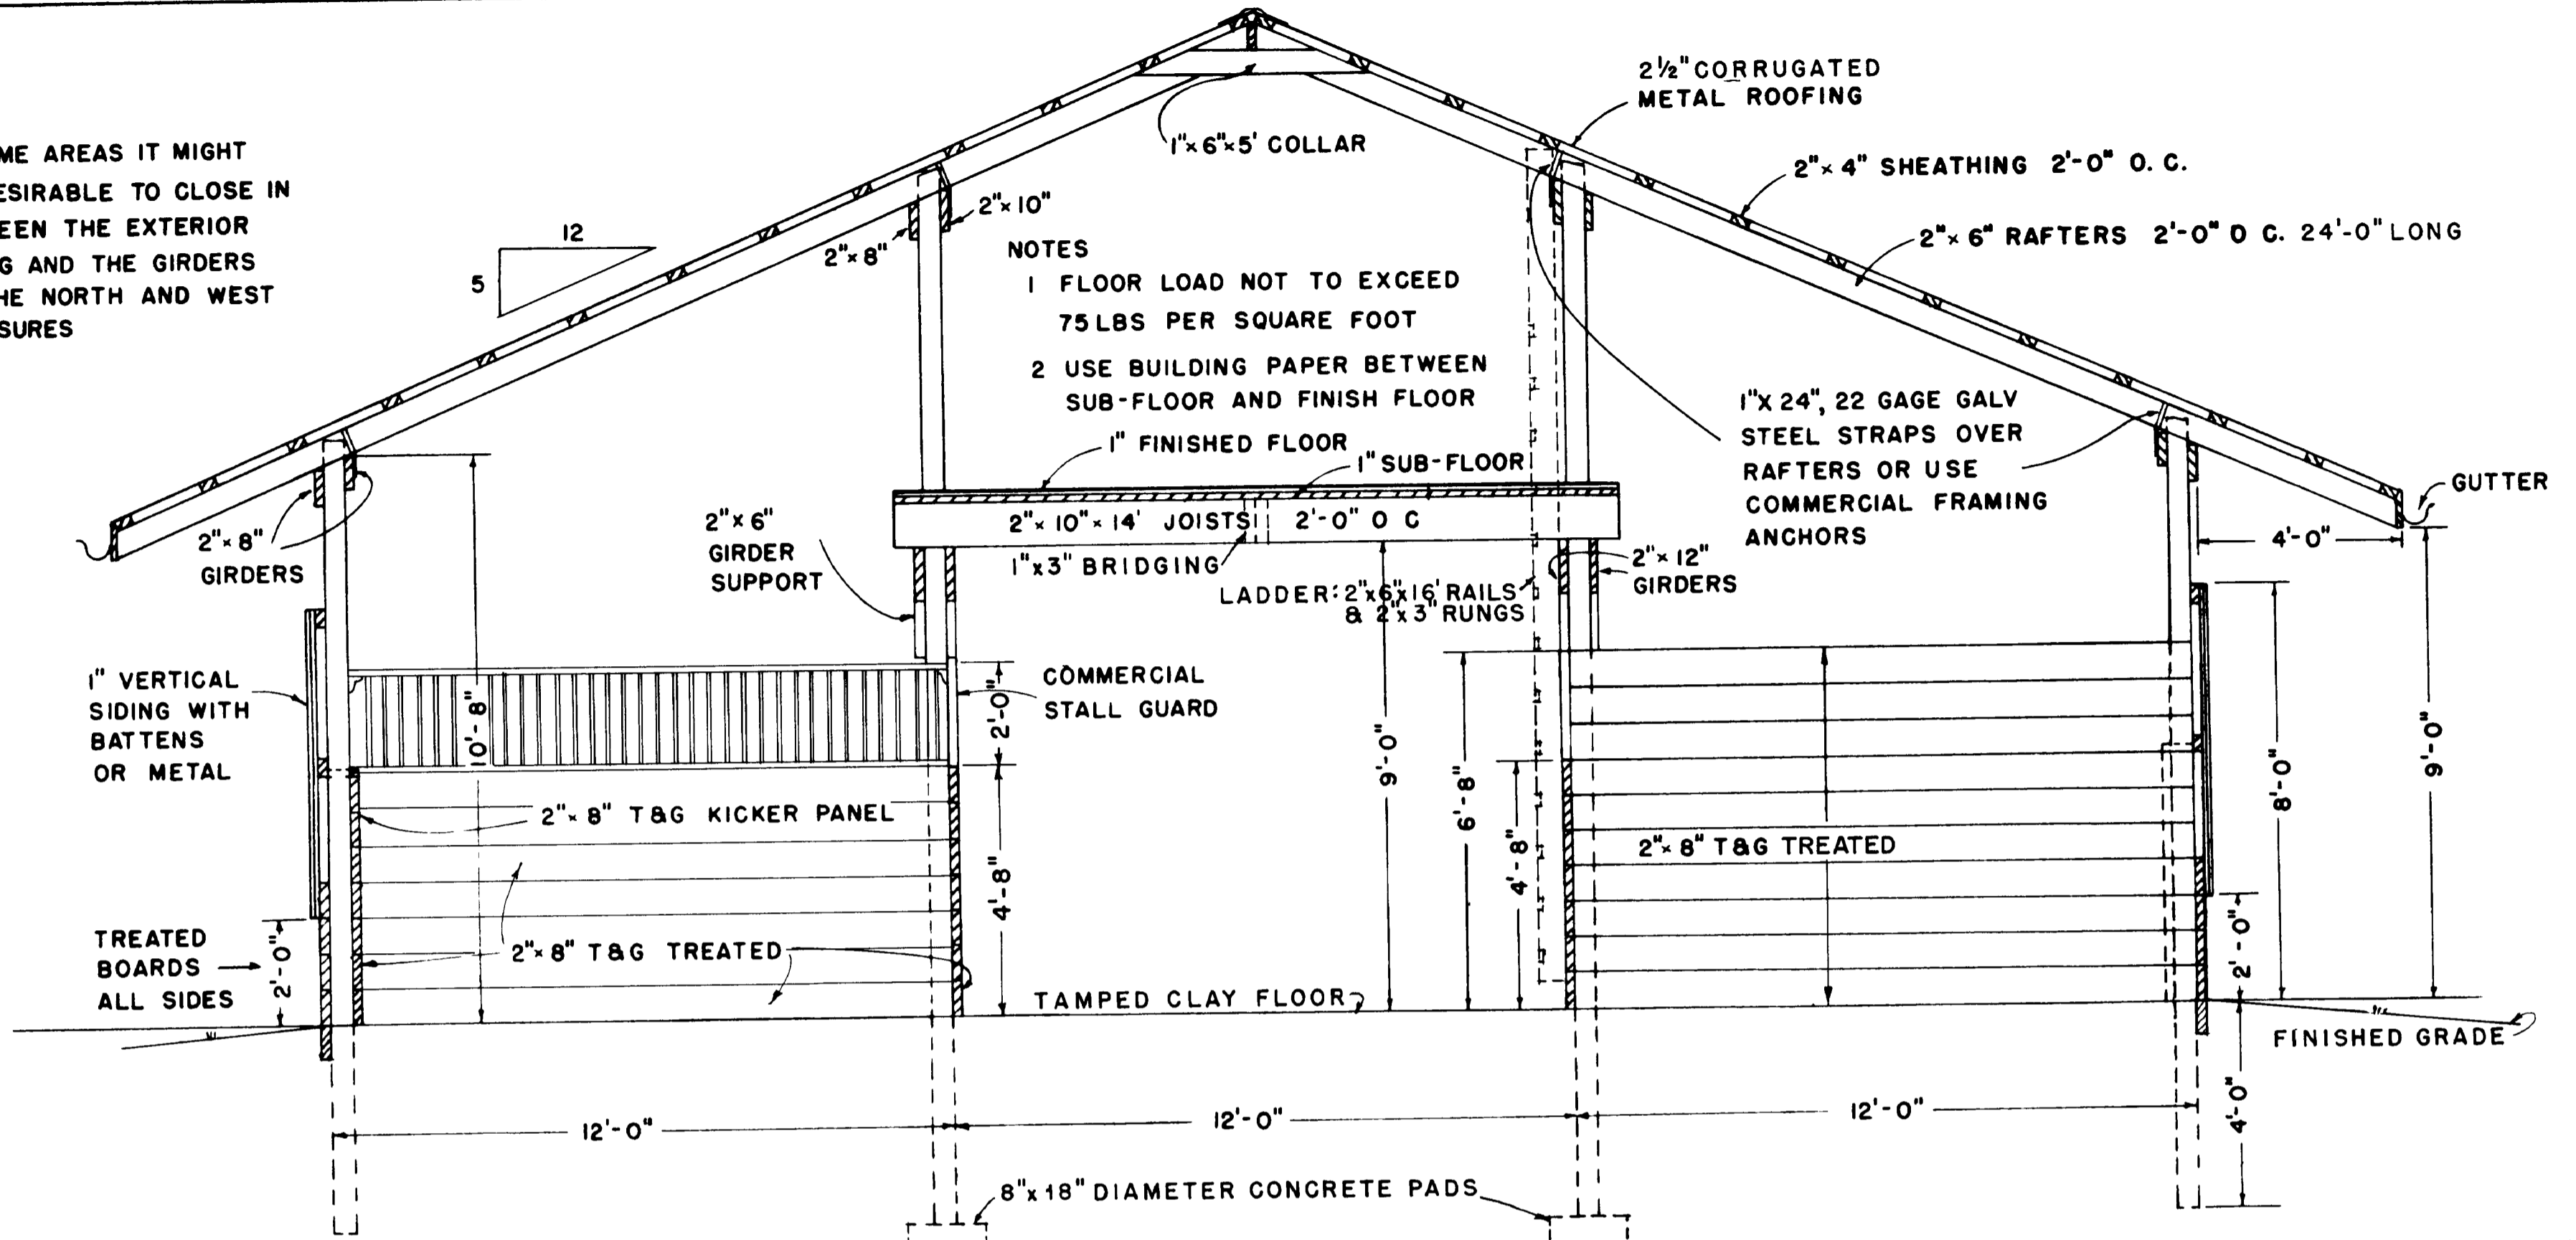 ME AREAS IT MIGHT
ESIRABLE TO CLOSE IN
EEN THE EXTERIOR
G AND THE GIRDERS
HE NORTH AND WEST
SURES
12
5
2"×8"
2"×10"
1"×6"×5' COLLAR
2½" CORRUGATED
METAL ROOFING
2"×4" SHEATHING 2'-0" O.C.
2"×6" RAFTERS 2'-0" O C. 24'-0" LONG
NOTES
1 FLOOR LOAD NOT TO EXCEED
75 LBS PER SQUARE FOOT
2 USE BUILDING PAPER BETWEEN
SUB-FLOOR AND FINISH FLOOR
1" FINISHED FLOOR
1" SUB-FLOOR
1"X 24", 22 GAGE GALV
STEEL STRAPS OVER
RAFTERS OR USE
COMMERCIAL FRAMING
ANCHORS
GUTTER
4'-0"
2"×8"
GIRDERS
2"×6"
GIRDER
SUPPORT
2"×10"×14' JOISTS 2'-0" O C
1"x3" BRIDGING
LADDER: 2"x6"x16' RAILS
& 2"x3" RUNGS
2"×12"
GIRDERS
1" VERTICAL
SIDING WITH
BATTENS
OR METAL
10'-8"
2'-0"
COMMERCIAL
STALL GUARD
9'-0"
6'-8"
4'-8"
8'-0"
9'-0"
2"×8" T&G KICKER PANEL
4'-8"
2"×8" T&G TREATED
TREATED
BOARDS
ALL SIDES
2'-0"
2"×8" T&G TREATED
2'-0"
TAMPED CLAY FLOOR
FINISHED GRADE
12'-0"
12'-0"
12'-0"
4'-0"
8"x18" DIAMETER CONCRETE PADS